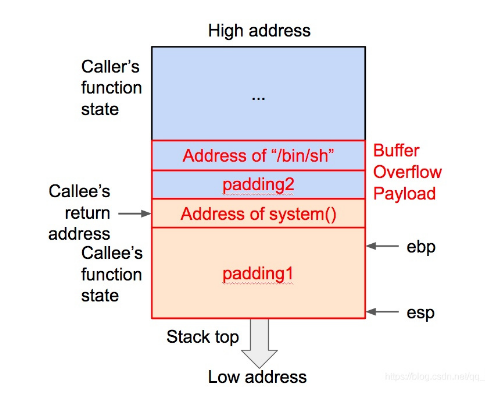 High address
Caller's
function
state
...
Address of "/bin/sh"
padding2
Address of system()
padding1
Buffer
Overflow
Payload
Callee's
return
address
Callee's
function
state
ebp
esp
Stack top
Low address